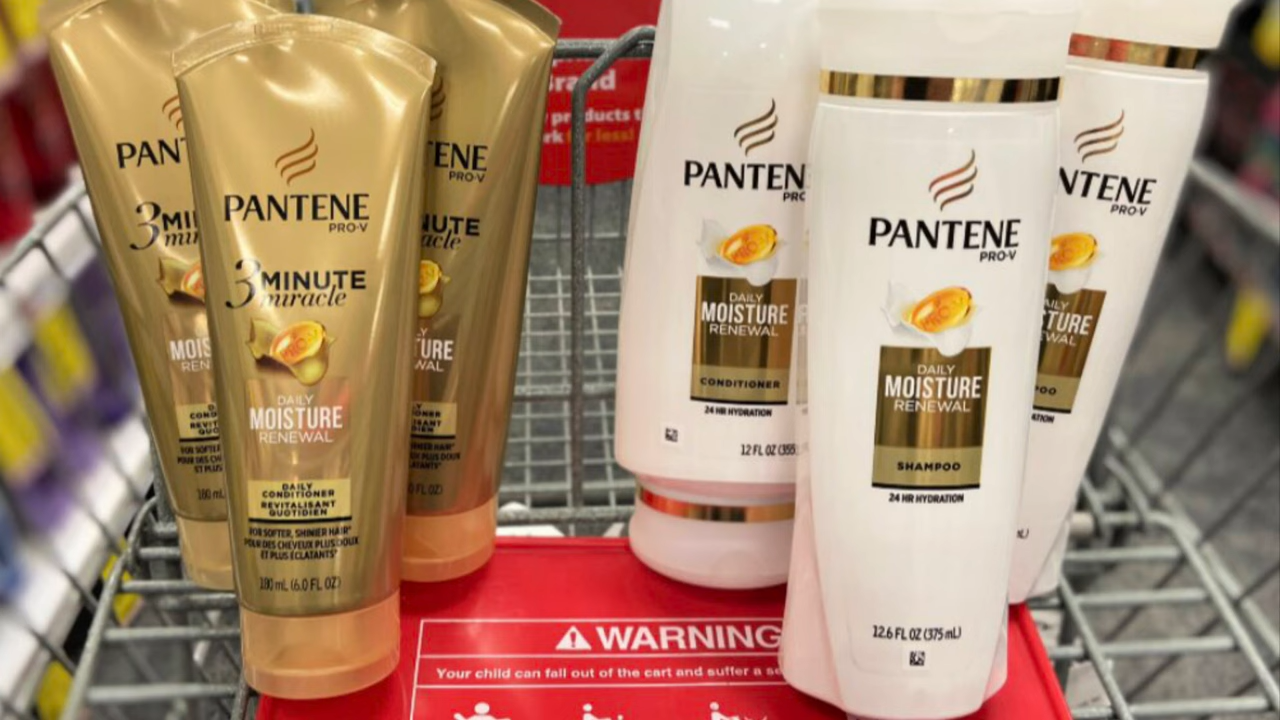 PANTENE
PRO-V
3 MINUTE
miracle
DAILY
MOISTURE
RENEWAL
DAILY
CONDITIONER
REVITALISANT
QUOTIDIEN
FOR SOFTER, SHINIER HAIR*
POUR DES CHEVEUX PLUS DOUX
ET PLUS ÉCLATANTS*
180 mL (6.0 FL OZ)
PANTENE
PRO-V
DAILY
MOISTURE
RENEWAL
CONDITIONER
24 HR HYDRATION
12 FL OZ (355
PANTENE
PRO-V
DAILY
MOISTURE
RENEWAL
SHAMPOO
24 HR HYDRATION
12.6 FL OZ (375 mL)
WARNING
Your child can fall out of the cart and suffer a se